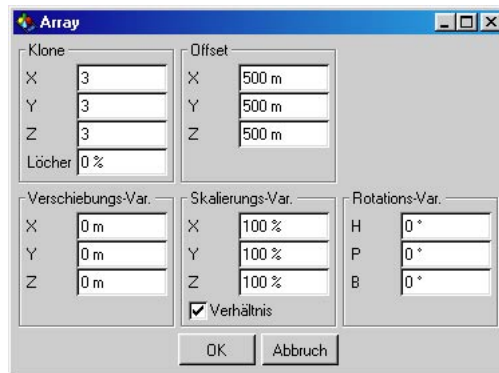 Array
Klone
X 3
Y 3
Z 3
Löcher 0 %
Offset
X 500 m
Y 500 m
Z 500 m
Verschiebungs-Var.
X 0 m
Y 0 m
Z 0 m
Skalierungs-Var.
X 100 %
Y 100 %
Z 100 %
Verhältnis
Rotations-Var.
H 0 °
P 0 °
B 0 °
OK Abbruch